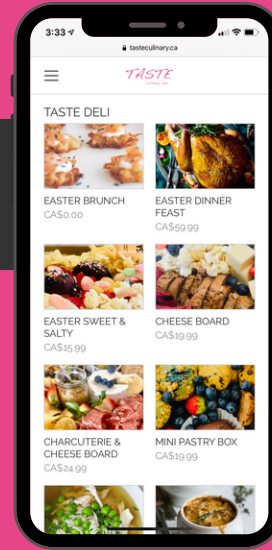 3:33
tasteculinary.ca
TASTE
TASTE DELI
EASTER BRUNCH
CA$0.00
EASTER DINNER
FEAST
CA$59.99
EASTER SWEET &
SALTY
CA$15.99
CHEESE BOARD
CA$19.99
CHARCUTERIE &
CHEESE BOARD
CA$24.99
MINI PASTRY BOX
CA$19.99